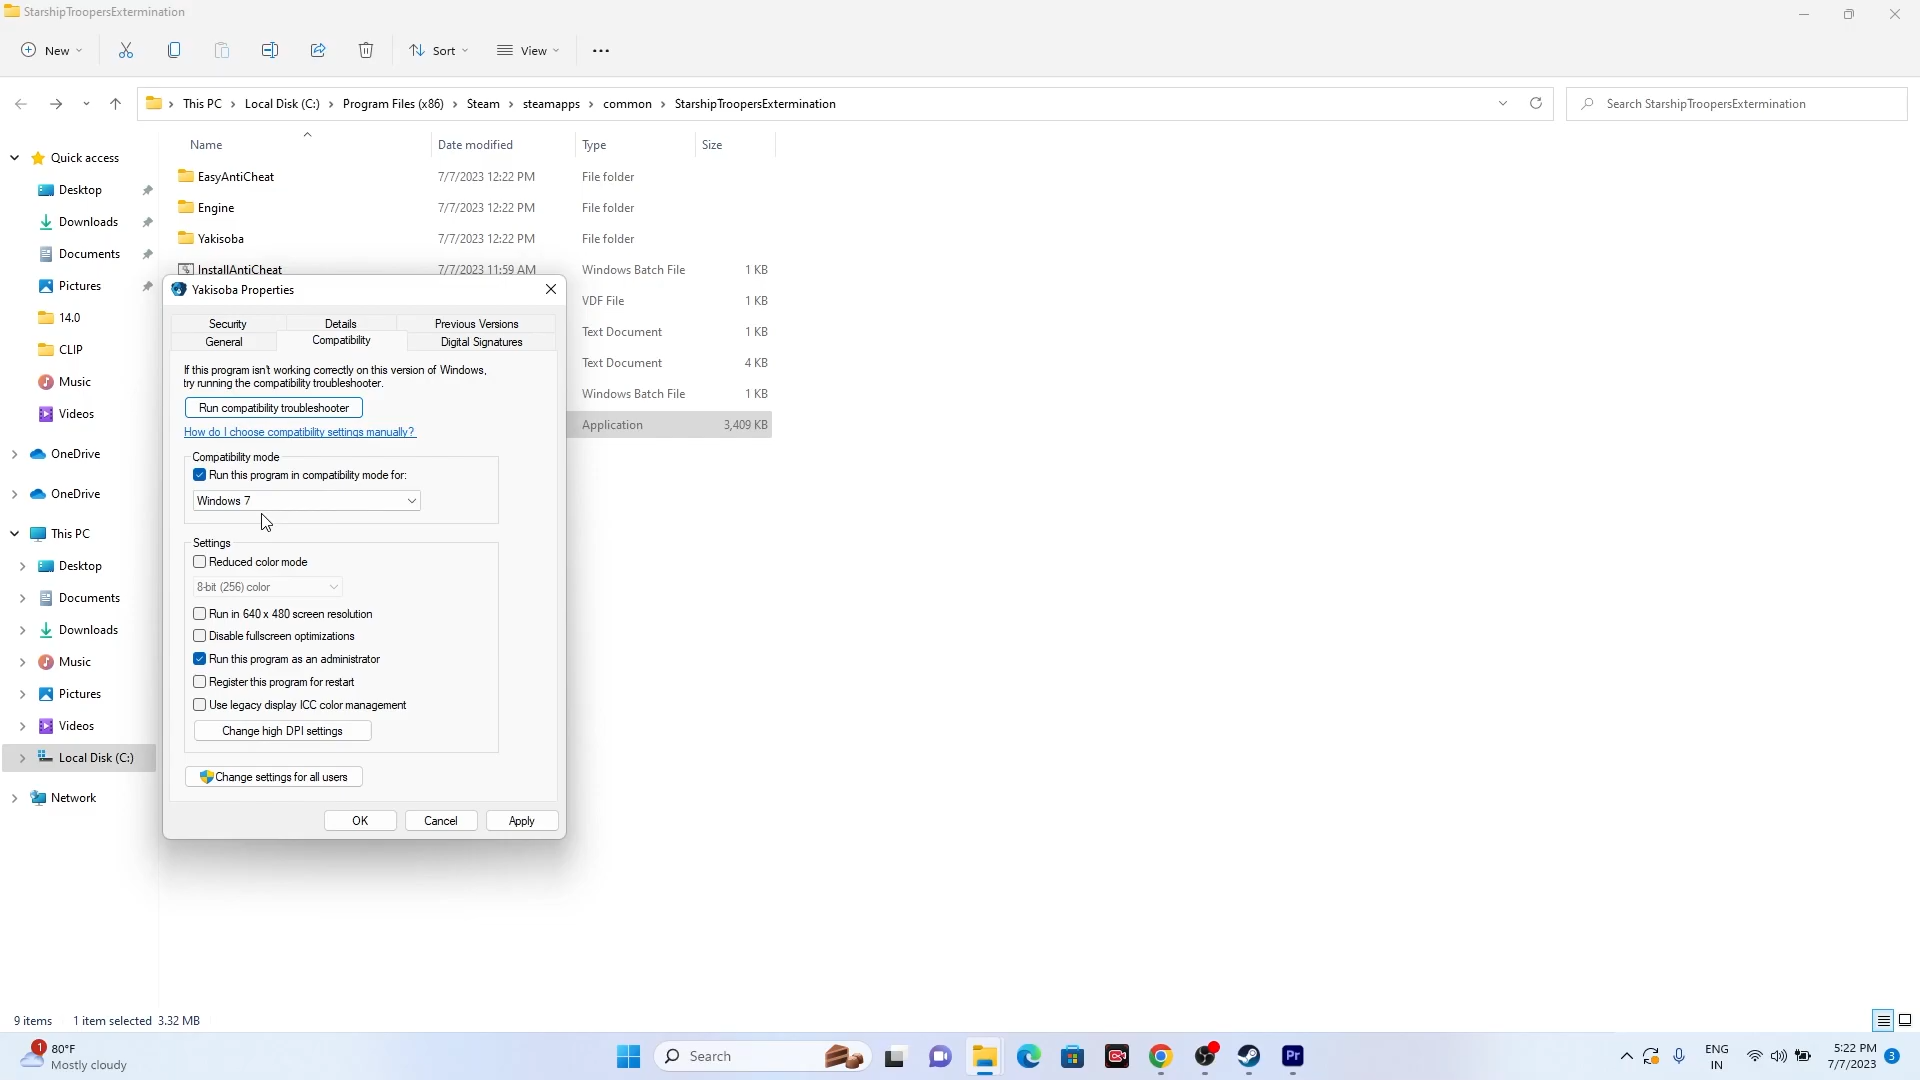 StarshipTroopersExtermination
New
Sort
View
This PC > Local Disk (C:) > Program Files (x86) > Steam > steamapps > common > StarshipTroopersExtermination
Search StarshipTroopersExtermination
Name Date modified Type Size
Quick access
Desktop
Downloads
Documents
Pictures
14.0
CLIP
Music
Videos
OneDrive
OneDrive
This PC
Desktop
Documents
Downloads
Music
Pictures
Videos
Local Disk (C:)
Network
EasyAntiCheat 7/7/2023 12:22 PM File folder
Engine 7/7/2023 12:22 PM File folder
Yakisoba 7/7/2023 12:22 PM File folder
InstallAntiCheat 7/7/2023 11:59 AM Windows Batch File 1 KB
VDF File 1 KB
Text Document 1 KB
Text Document 4 KB
Windows Batch File 1 KB
Application 3,409 KB
Yakisoba Properties
Security Details Previous Versions
General Compatibility Digital Signatures
If this program isn't working correctly on this version of Windows,
try running the compatibility troubleshooter.
Run compatibility troubleshooter
How do I choose compatibility settings manually?
Compatibility mode
Run this program in compatibility mode for:
Windows 7
Settings
Reduced color mode
8-bit (256) color
Run in 640 x 480 screen resolution
Disable fullscreen optimizations
Run this program as an administrator
Register this program for restart
Use legacy display ICC color management
Change high DPI settings
Change settings for all users
OK Cancel Apply
9 items 1 item selected 3.32 MB
1
80°F
Mostly cloudy
Search
Pr
ENG
IN
5:22 PM
7/7/2023
3